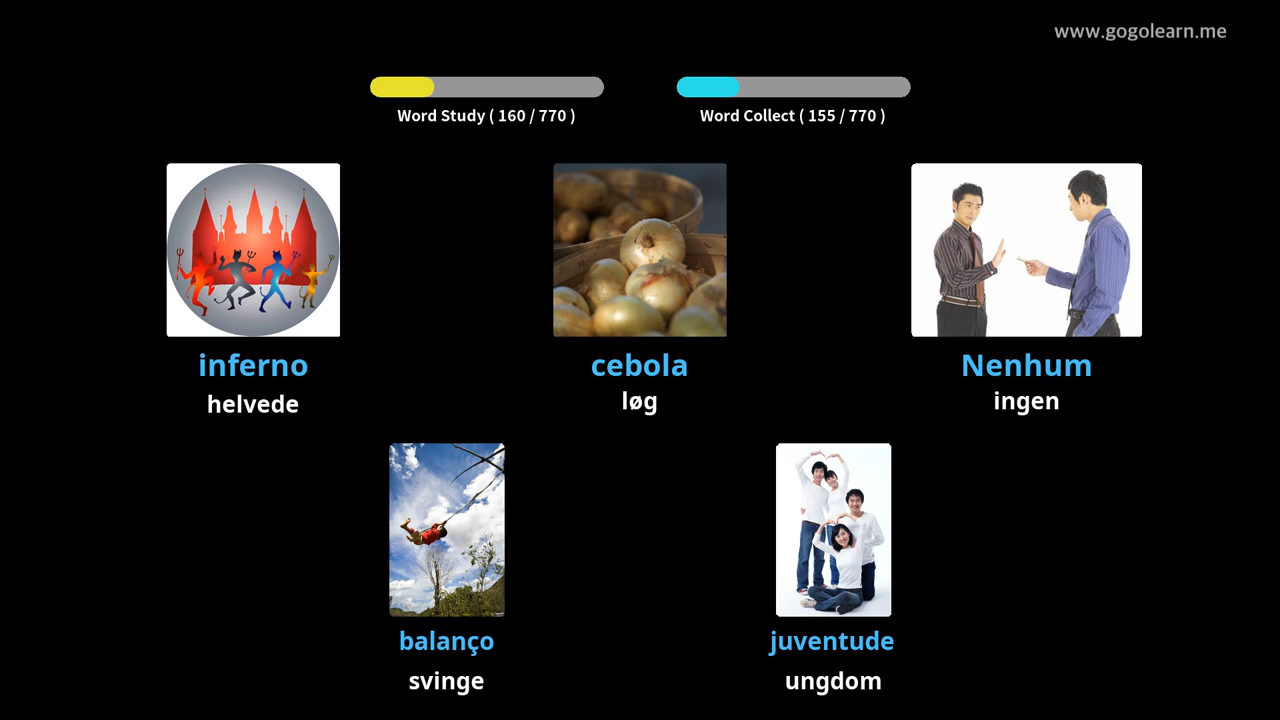 www.gogolearn.me
Word Study ( 160 / 770 )
Word Collect ( 155 / 770 )
inferno
helvede
cebola
løg
Nenhum
ingen
balanço
svinge
juventude
ungdom